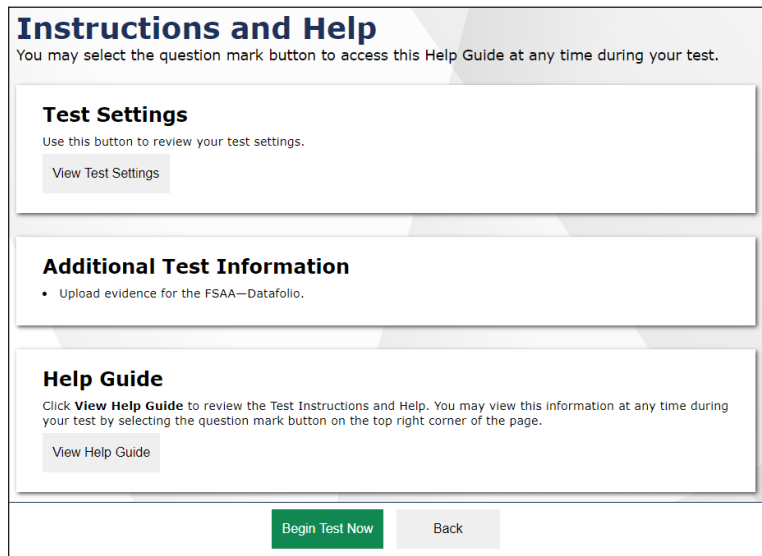 Instructions and Help
You may select the question mark button to access this Help Guide at any time during your test.
Test Settings
Use this button to review your test settings.
View Test Settings
Additional Test Information
• Upload evidence for the FSAA—Datafolio.
Help Guide
Click View Help Guide to review the Test Instructions and Help. You may view this information at any time during
your test by selecting the question mark button on the top right corner of the page.
View Help Guide
Begin Test Now Back